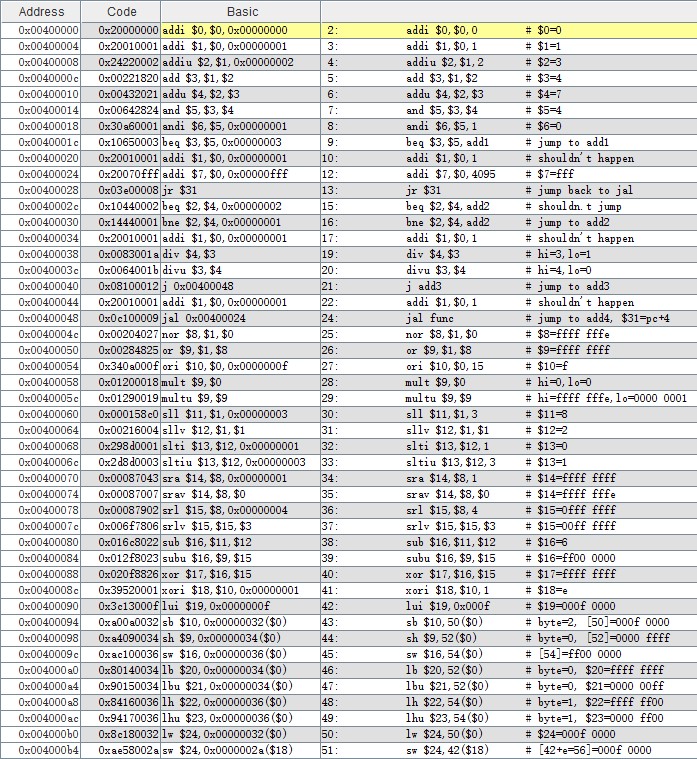 Address Code Basic
0x00400000 0x20000000 addi $0,$0,0x00000000 2: addi $0,$0,0 # $0=0
0x00400004 0x20010001 addi $1,$0,0x00000001 3: addi $1,$0,1 # $1=1
0x00400008 0x24220002 addiu $2,$1,0x00000002 4: addiu $2,$1,2 # $2=3
0x0040000c 0x00221820 add $3,$1,$2 5: add $3,$1,$2 # $3=4
0x00400010 0x00432021 addu $4,$2,$3 6: addu $4,$2,$3 # $4=7
0x00400014 0x00642824 and $5,$3,$4 7: and $5,$3,$4 # $5=4
0x00400018 0x30a60001 andi $6,$5,0x00000001 8: andi $6,$5,1 # $6=0
0x0040001c 0x10650003 beq $3,$5,0x00000003 9: beq $3,$5,add1 # jump to add1
0x00400020 0x20010001 addi $1,$0,0x00000001 10: addi $1,$0,1 # shouldn't happen
0x00400024 0x20070fff addi $7,$0,0x00000fff 12: addi $7,$0,4095 # $7=fff
0x00400028 0x03e00008 jr $31 13: jr $31 # jump back to jal
0x0040002c 0x10440002 beq $2,$4,0x00000002 15: beq $2,$4,add2 # shouldn.t jump
0x00400030 0x14440001 bne $2,$4,0x00000001 16: bne $2,$4,add2 # jump to add2
0x00400034 0x20010001 addi $1,$0,0x00000001 17: addi $1,$0,1 # shouldn't happen
0x00400038 0x0083001a div $4,$3 19: div $4,$3 # hi=3,lo=1
0x0040003c 0x0064001b divu $3,$4 20: divu $3,$4 # hi=4,lo=0
0x00400040 0x08100012 j 0x00400048 21: j add3 # jump to add3
0x00400044 0x20010001 addi $1,$0,0x00000001 22: addi $1,$0,1 # shouldn't happen
0x00400048 0x0c100009 jal 0x00400024 24: jal func # jump to add4, $31=pc+4
0x0040004c 0x00204027 nor $8,$1,$0 25: nor $8,$1,$0 # $8=ffff fffe
0x00400050 0x00284825 or $9,$1,$8 26: or $9,$1,$8 # $9=ffff ffff
0x00400054 0x340a000f ori $10,$0,0x0000000f 27: ori $10,$0,15 # $10=f
0x00400058 0x01200018 mult $9,$0 28: mult $9,$0 # hi=0,lo=0
0x0040005c 0x01290019 multu $9,$9 29: multu $9,$9 # hi=ffff fffe,lo=0000 0001
0x00400060 0x000158c0 sll $11,$1,0x00000003 30: sll $11,$1,3 # $11=8
0x00400064 0x00216004 sllv $12,$1,$1 31: sllv $12,$1,$1 # $12=2
0x00400068 0x298d0001 slti $13,$12,0x00000001 32: slti $13,$12,1 # $13=0
0x0040006c 0x2d8d0003 sltiu $13,$12,0x00000003 33: sltiu $13,$12,3 # $13=1
0x00400070 0x00087043 sra $14,$8,0x00000001 34: sra $14,$8,1 # $14=ffff ffff
0x00400074 0x00087007 srav $14,$8,$0 35: srav $14,$8,$0 # $14=ffff fffe
0x00400078 0x00087902 srl $15,$8,0x00000004 36: srl $15,$8,4 # $15=0fff ffff
0x0040007c 0x006f7806 srlv $15,$15,$3 37: srlv $15,$15,$3 # $15=00ff ffff
0x00400080 0x016c8022 sub $16,$11,$12 38: sub $16,$11,$12 # $16=6
0x00400084 0x012f8023 subu $16,$9,$15 39: subu $16,$9,$15 # $16=ff00 0000
0x00400088 0x020f8826 xor $17,$16,$15 40: xor $17,$16,$15 # $17=ffff ffff
0x0040008c 0x39520001 xori $18,$10,0x00000001 41: xori $18,$10,1 # $18=e
0x00400090 0x3c13000f lui $19,0x0000000f 42: lui $19,0x000f # $19=000f 0000
0x00400094 0xa00a0032 sb $10,0x00000032($0) 43: sb $10,50($0) # byte=2, [50]=000f 0000
0x00400098 0xa4090034 sh $9,0x00000034($0) 44: sh $9,52($0) # byte=0, [52]=0000 ffff
0x0040009c 0xac100036 sw $16,0x00000036($0) 45: sw $16,54($0) # [54]=ff00 0000
0x004000a0 0x80140034 lb $20,0x00000034($0) 46: lb $20,52($0) # byte=0, $20=ffff ffff
0x004000a4 0x90150034 lbu $21,0x00000034($0) 47: lbu $21,52($0) # byte=0, $21=0000 00ff
0x004000a8 0x84160036 lh $22,0x00000036($0) 48: lh $22,54($0) # byte=1, $22=ffff ff00
0x004000ac 0x94170036 lhu $23,0x00000036($0) 49: lhu $23,54($0) # byte=1, $23=0000 ff00
0x004000b0 0x8c180032 lw $24,0x00000032($0) 50: lw $24,50($0) # $24=000f 0000
0x004000b4 0xae58002a sw $24,0x0000002a($18) 51: sw $24,42($18) # [42+e=56]=000f 0000